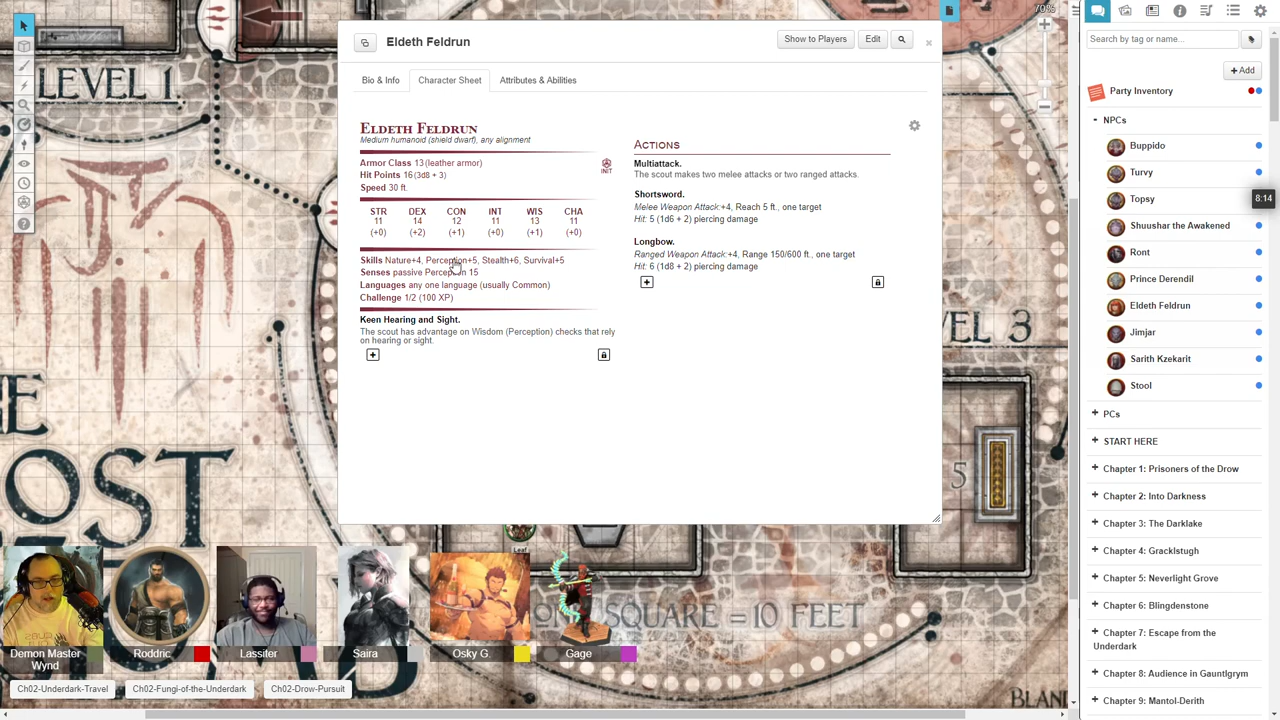 70%
LEVEL 1
Eldeth Feldrun
Show to Players
Edit
Bio & Info
Character Sheet
Attributes & Abilities
ELDETH FELDRUN
Medium humanoid (shield dwarf), any alignment
Armor Class 13 (leather armor)
Hit Points 16 (3d8 + 3)
Speed 30 ft.
INIT
STR DEX CON INT WIS CHA
11 14 12 11 13 11
(+0) (+2) (+1) (+0) (+1) (+0)
Skills Nature+4, Perception+5, Stealth+6, Survival+5
Senses passive Perception 15
Languages any one language (usually Common)
Challenge 1/2 (100 XP)
Keen Hearing and Sight.
The scout has advantage on Wisdom (Perception) checks that rely
on hearing or sight.
ACTIONS
Multiattack.
The scout makes two melee attacks or two ranged attacks.
Shortsword.
Melee Weapon Attack:+4, Reach 5 ft., one target
Hit: 5 (1d6 + 2) piercing damage
Longbow.
Ranged Weapon Attack:+4, Range 150/600 ft., one target
Hit: 6 (1d8 + 2) piercing damage
VEL 3
5
OST
SQUARE = 10 FEET
Leaf
BLAN
Demon Master
Wynd
Roddric
Lassiter
Saira
Osky G.
Gage
Ch02-Underdark-Travel
Ch02-Fungi-of-the-Underdark
Ch02-Drow-Pursuit
Search by tag or name...
+ Add
Party Inventory
NPCs
Buppido
Turvy
Topsy
8:14
Shuushar the Awakened
Ront
Prince Derendil
Eldeth Feldrun
Jimjar
Sarith Kzekarit
Stool
PCs
START HERE
Chapter 1: Prisoners of the Drow
Chapter 2: Into Darkness
Chapter 3: The Darklake
Chapter 4: Gracklstugh
Chapter 5: Neverlight Grove
Chapter 6: Blingdenstone
Chapter 7: Escape from the
Underdark
Chapter 8: Audience in Gauntlgrym
Chapter 9: Mantol-Derith